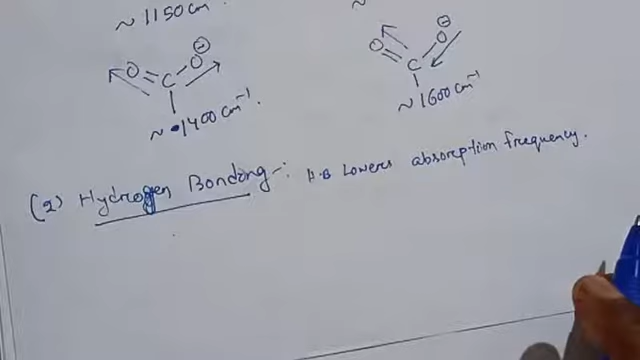 ~ 1150 cm
O = C - O ⊖
O = C - O ⊖
~ 1400 cm⁻¹.
~ 1600 cm⁻¹
(2) Hydrogen Bonding :- H.B Lowers absorption frequency.